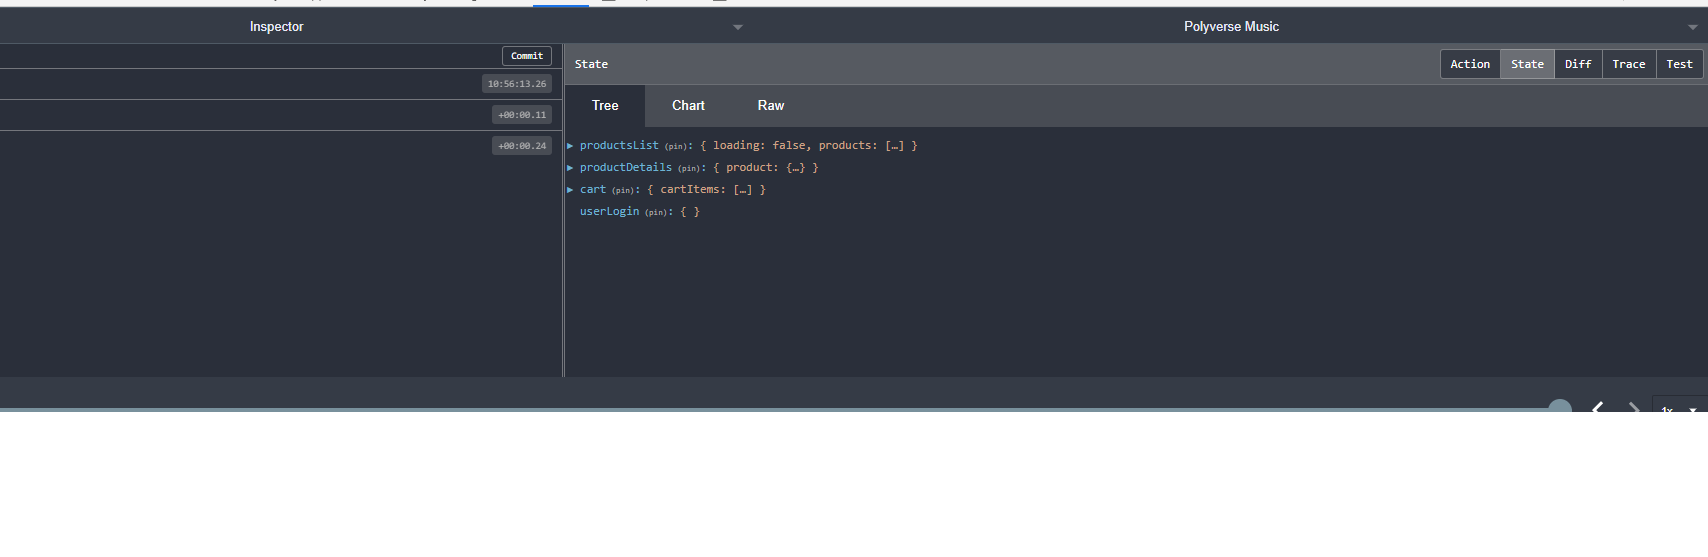 Inspector
Polyverse Music
Commit
10:56:13.26
+00:00.11
+00:00.24
State
Action State Diff Trace Test
Tree Chart Raw
▶ productsList (pin): { loading: false, products: […] }
▶ productDetails (pin): { product: {…} }
▶ cart (pin): { cartItems: […] }
userLogin (pin): { }
1x